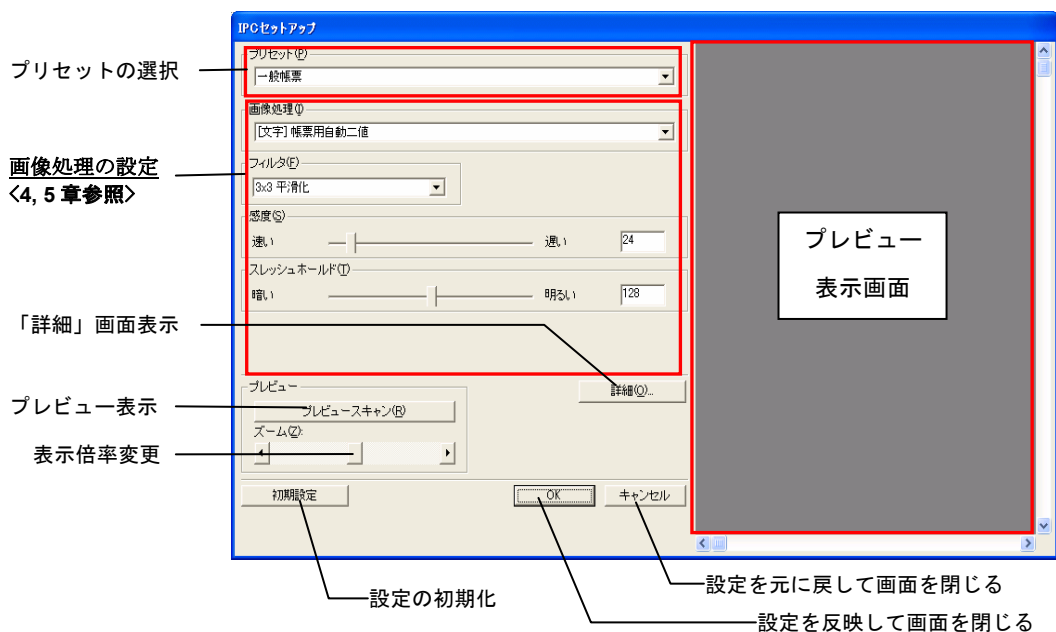 IPCセットアップ
プリセットの選択
プリセット(P)
一般帳票
画像処理(I)
[文字] 帳票用自動二値
画像処理の設定
<4, 5 章参照>
フィルタ(F)
3x3 平滑化
感度(S)
速い
遅い
24
スレッシュホールド(T)
暗い
明るい
128
プレビュー
表示画面
「詳細」画面表示
詳細(O)...
プレビュー
プレビュー表示
プレビュースキャン(R)
ズーム(Z):
表示倍率変更
初期設定
OK
キャンセル
設定の初期化
設定を元に戻して画面を閉じる
設定を反映して画面を閉じる